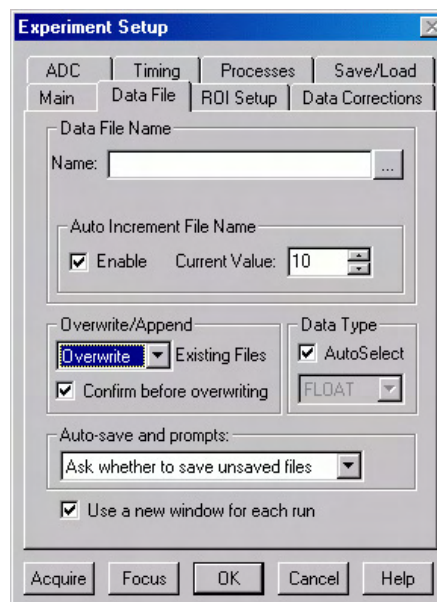 Experiment Setup
ADC Timing Processes Save/Load
Main Data File ROI Setup Data Corrections
Data File Name
Name: ...
Auto Increment File Name
Enable Current Value: 10
Overwrite/Append Data Type
Overwrite Existing Files AutoSelect
Confirm before overwriting FLOAT
Auto-save and prompts:
Ask whether to save unsaved files
Use a new window for each run
Acquire Focus OK Cancel Help